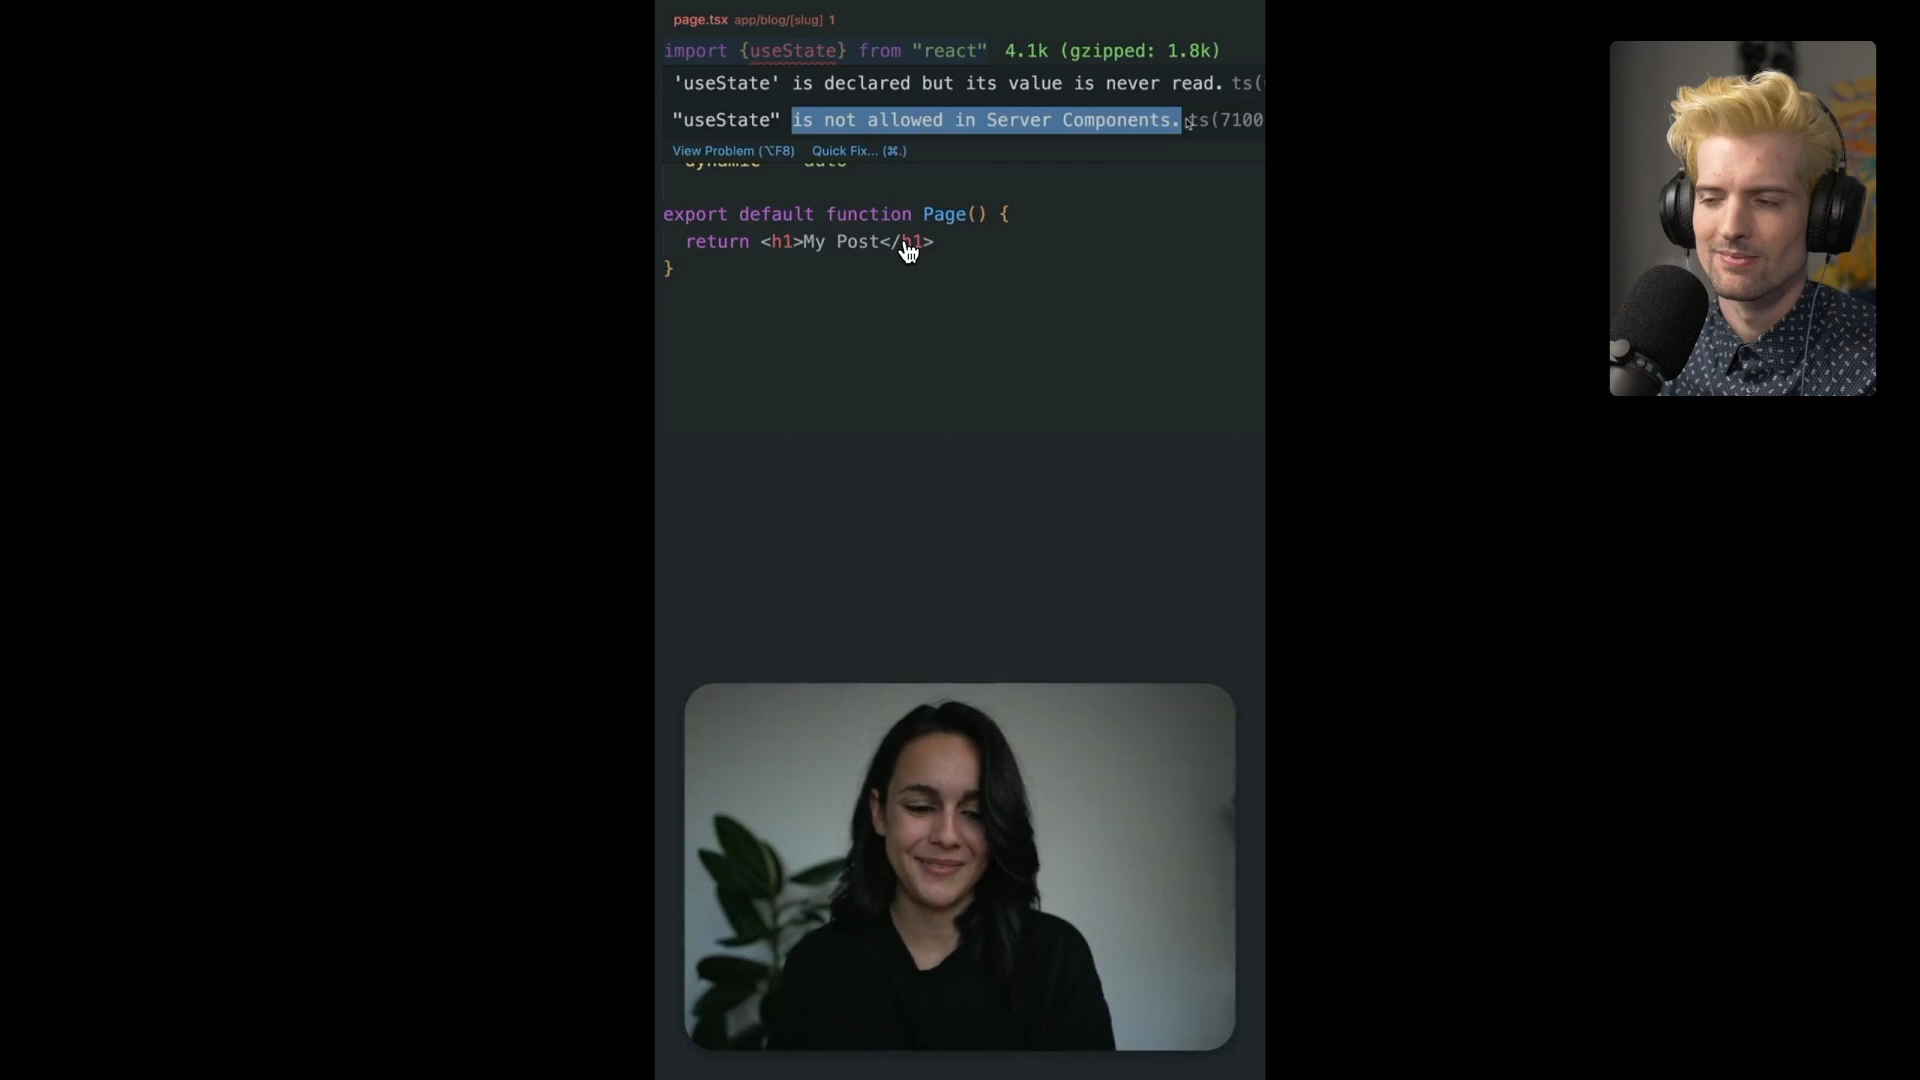 page.tsx app/blog/[slug] 1
import {useState} from "react" 4.1k (gzipped: 1.8k)
'useState' is declared but its value is never read. ts(
"useState" is not allowed in Server Components. ts(7100
View Problem (⌥F8) Quick Fix... (⌘.)
dynamic auto
export default function Page() {
return <h1>My Post</h1>
}